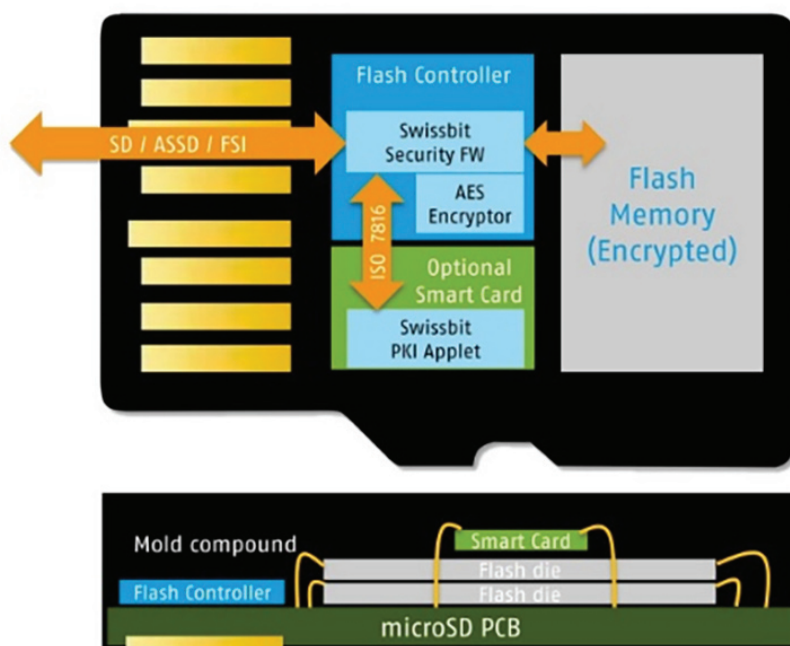 Flash Controller
SD / ASSD / FSI
Swissbit
Security FW
AES
Encryptor
ISO 7816
Flash
Memory
(Encrypted)
Optional
Smart Card
Swissbit
PKI Applet
Mold compound
Smart Card
Flash die
Flash Controller
Flash die
microSD PCB